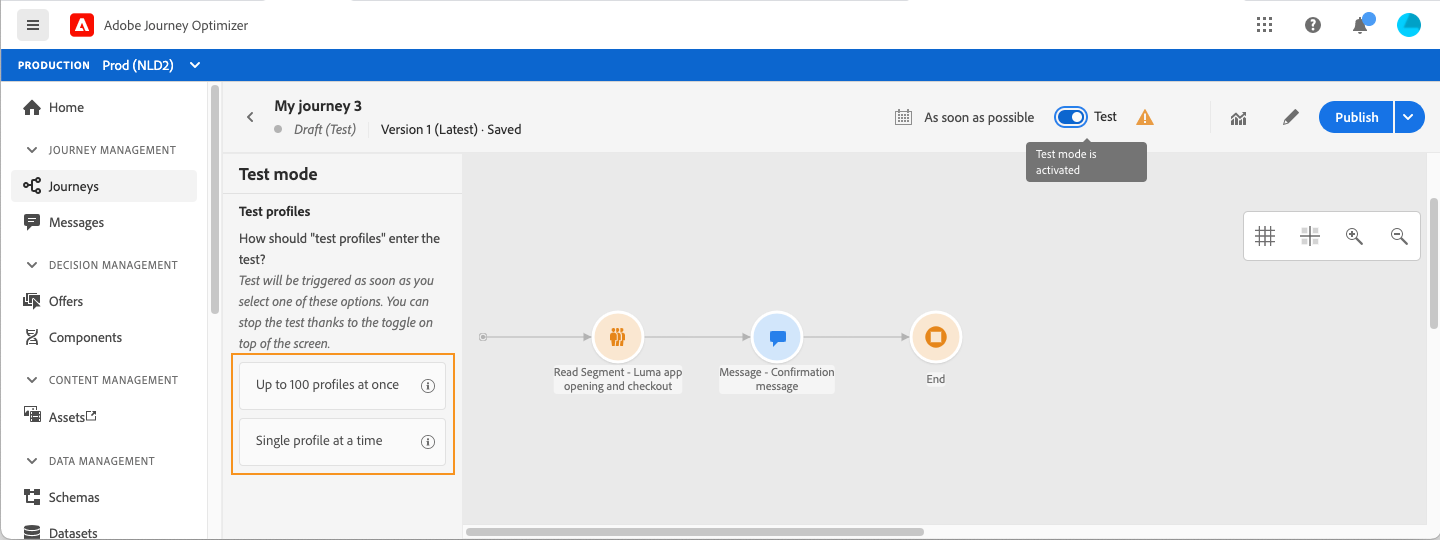 Adobe Journey Optimizer
PRODUCTION Prod (NLD2)
Home
JOURNEY MANAGEMENT
Journeys
Messages
DECISION MANAGEMENT
Offers
Components
CONTENT MANAGEMENT
Assets
DATA MANAGEMENT
Schemas
Datasets
My journey 3
Draft (Test) Version 1 (Latest) · Saved
As soon as possible
Test
Publish
Test mode is
activated
Test mode
Test profiles
How should "test profiles" enter the
test?
Test will be triggered as soon as you
select one of these options. You can
stop the test thanks to the toggle on
top of the screen.
Up to 100 profiles at once
Single profile at a time
Read Segment - Luma app
opening and checkout
Message - Confirmation
message
End